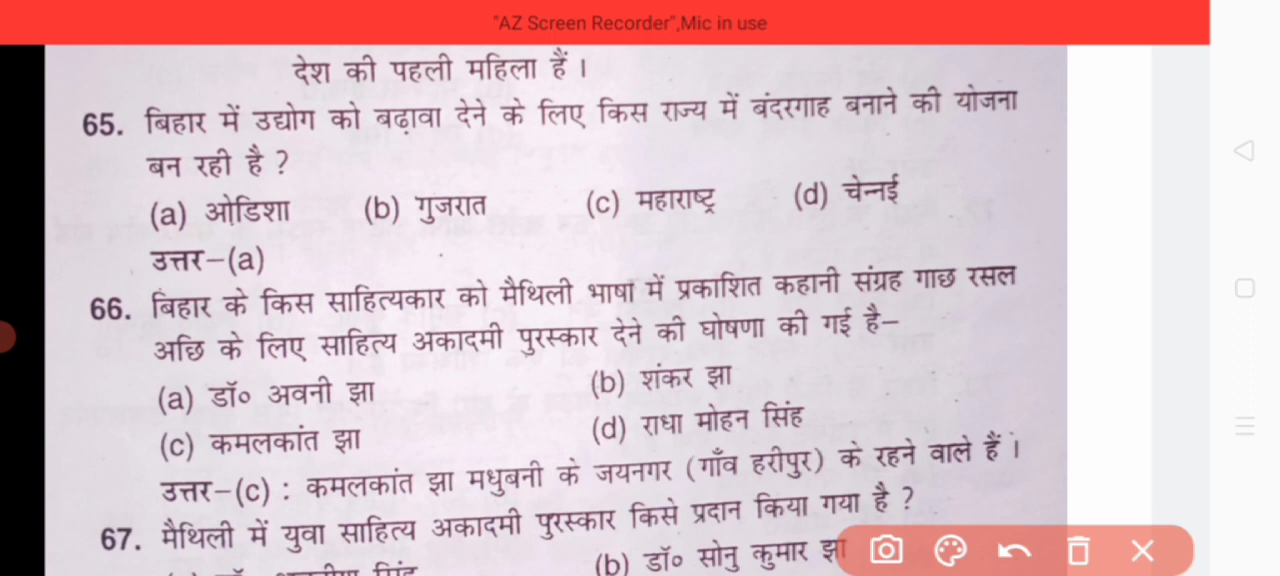 "AZ Screen Recorder",Mic in use
देश की पहली महिला हैं ।
65. बिहार में उद्योग को बढ़ावा देने के लिए किस राज्य में बंदरगाह बनाने की योजना
बन रही है ?
(a) ओडिशा (b) गुजरात (c) महाराष्ट्र (d) चेन्नई
उत्तर–(a)
66. बिहार के किस साहित्यकार को मैथिली भाषा में प्रकाशित कहानी संग्रह गाछ रसल
अछि के लिए साहित्य अकादमी पुरस्कार देने की घोषणा की गई है–
(a) डॉ० अवनी झा (b) शंकर झा
(c) कमलकांत झा (d) राधा मोहन सिंह
उत्तर–(c) : कमलकांत झा मधुबनी के जयनगर (गाँव हरीपुर) के रहने वाले हैं ।
67. मैथिली में युवा साहित्य अकादमी पुरस्कार किसे प्रदान किया गया है ?
(b) डॉ० सोनु कुमार झा